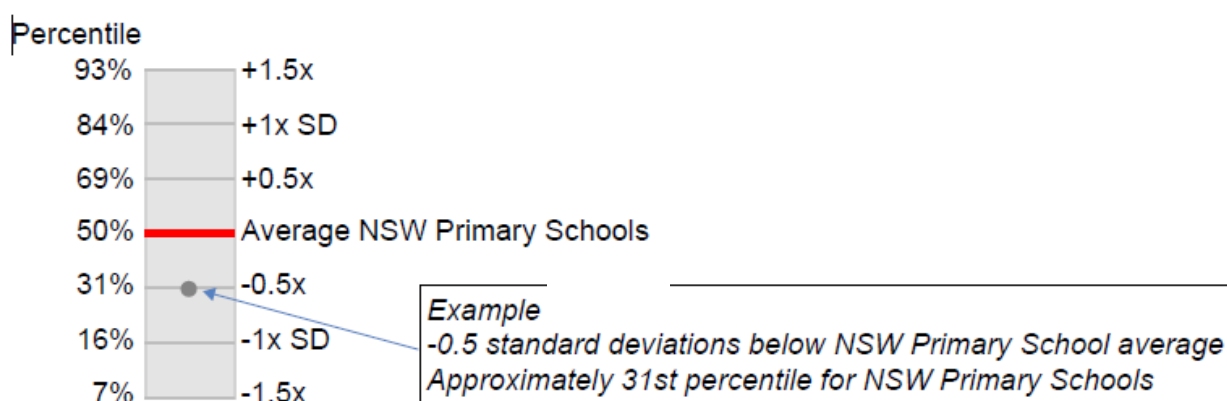 Percentile
93% +1.5x
84% +1x SD
69% +0.5x
50% Average NSW Primary Schools
31% -0.5x
Example
16% -1x SD
-0.5 standard deviations below NSW Primary School average
Approximately 31st percentile for NSW Primary Schools
7% -1.5x